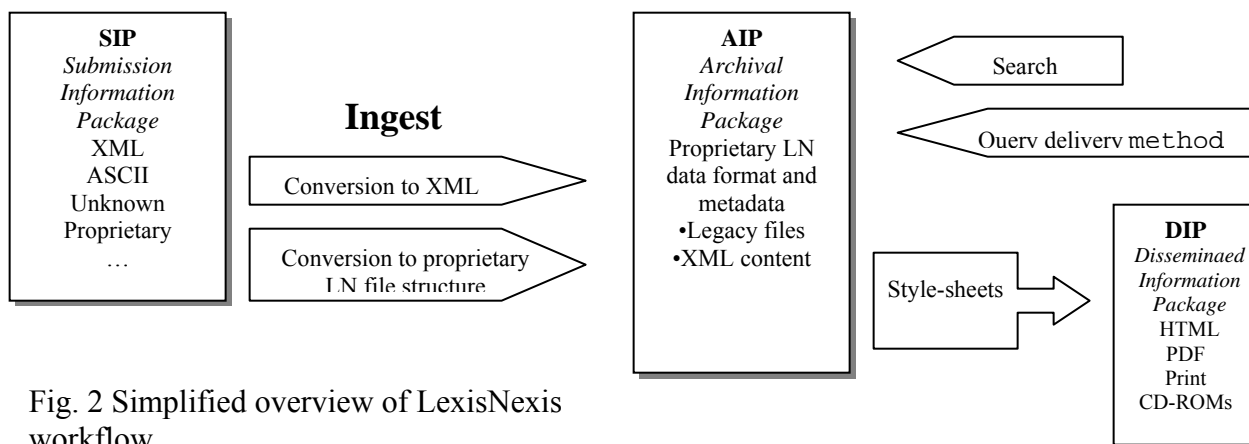 SIP
Submission
Information
Package
XML
ASCII
Unknown
Proprietary
…
Ingest
Conversion to XML
Conversion to proprietary
LN file structure
AIP
Archival
Information
Package
Proprietary LN
data format and
metadata
•Legacy files
•XML content
Search
Query delivery method
Style-sheets
DIP
Disseminaed
Information
Package
HTML
PDF
Print
CD-ROMs
Fig. 2 Simplified overview of LexisNexis
workflow